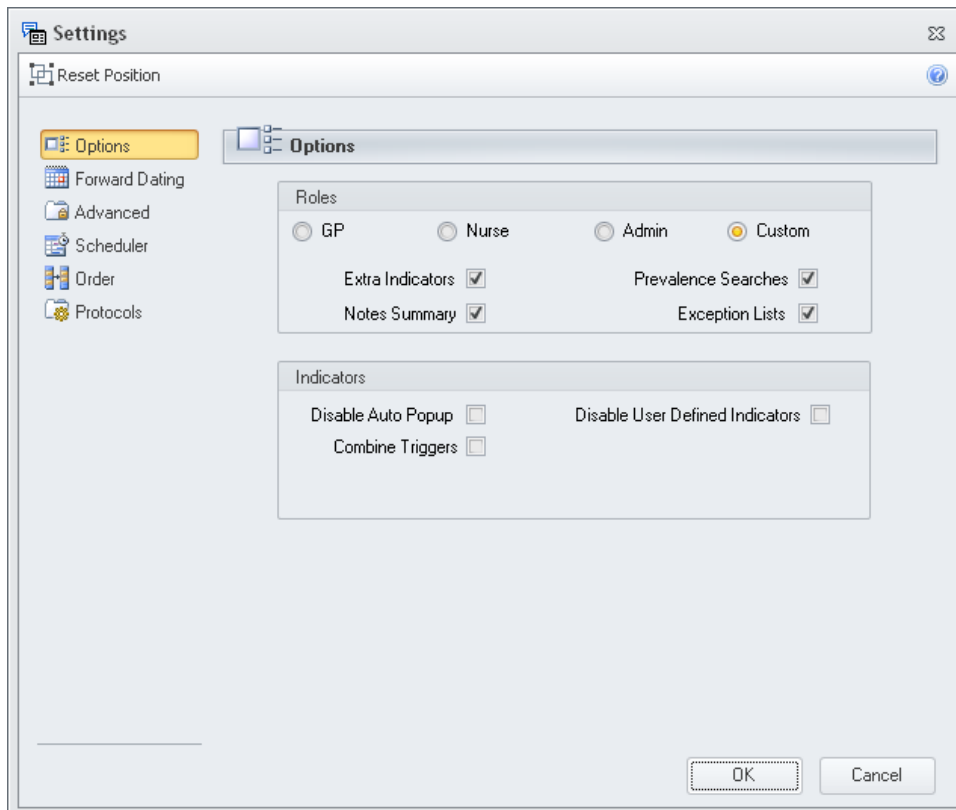 Settings
Reset Position
Options
Forward Dating
Advanced
Scheduler
Order
Protocols
Options
Roles
GP Nurse Admin Custom
Extra Indicators Prevalence Searches
Notes Summary Exception Lists
Indicators
Disable Auto Popup Disable User Defined Indicators
Combine Triggers
OK Cancel